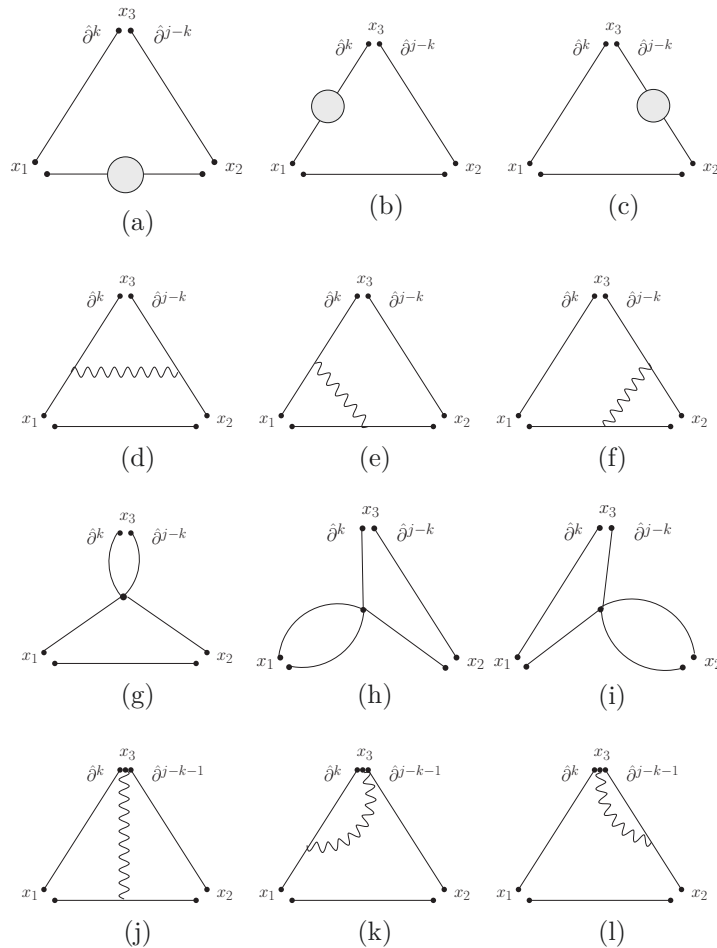 x₃
∂̂ᵏ ∂̂ʲ⁻ᵏ
x₁ x₂
(a)
x₃
∂̂ᵏ ∂̂ʲ⁻ᵏ
x₁ x₂
(b)
x₃
∂̂ᵏ ∂̂ʲ⁻ᵏ
x₁ x₂
(c)
x₃
∂̂ᵏ ∂̂ʲ⁻ᵏ
x₁ x₂
(d)
x₃
∂̂ᵏ ∂̂ʲ⁻ᵏ
x₁ x₂
(e)
x₃
∂̂ᵏ ∂̂ʲ⁻ᵏ
x₁ x₂
(f)
x₃
∂̂ᵏ ∂̂ʲ⁻ᵏ
x₁ x₂
(g)
x₃
∂̂ᵏ ∂̂ʲ⁻ᵏ
x₁ x₂
(h)
x₃
∂̂ᵏ ∂̂ʲ⁻ᵏ
x₁ x₂
(i)
x₃
∂̂ᵏ ∂̂ʲ⁻ᵏ⁻¹
x₁ x₂
(j)
x₃
∂̂ᵏ ∂̂ʲ⁻ᵏ⁻¹
x₁ x₂
(k)
x₃
∂̂ᵏ ∂̂ʲ⁻ᵏ⁻¹
x₁ x₂
(l)